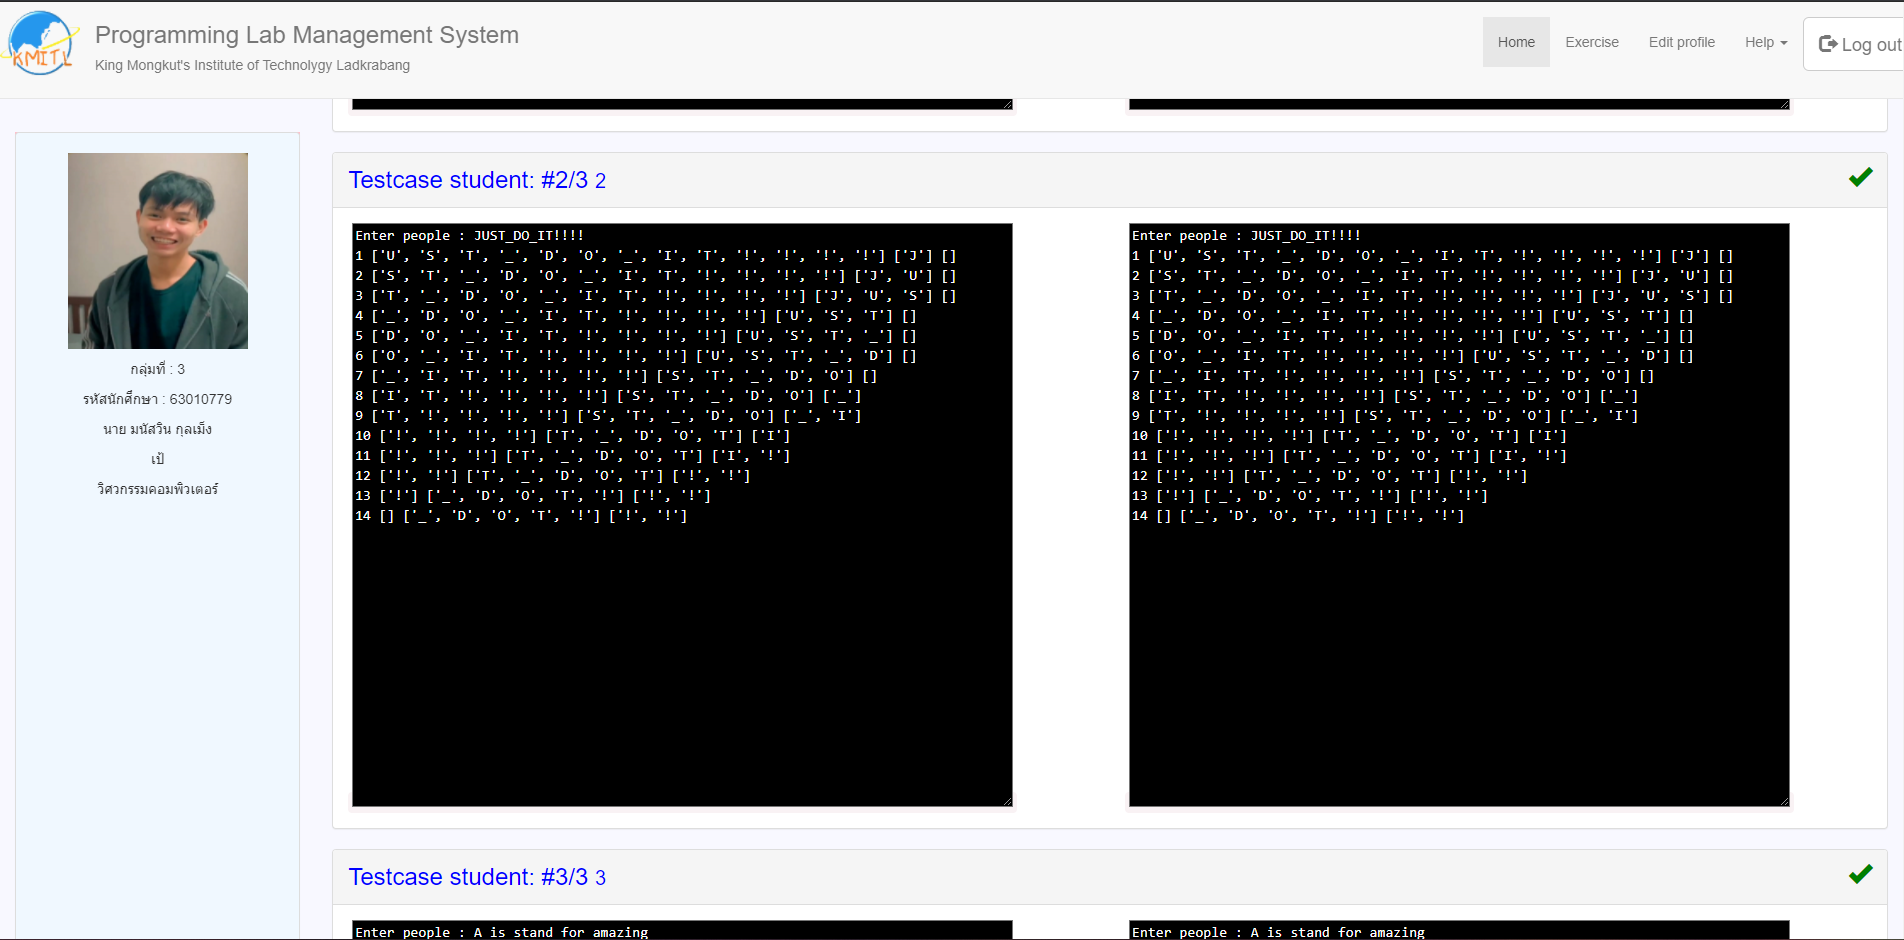 KMITL
Programming Lab Management System
King Mongkut's Institute of Technolygy Ladkrabang
Home
Exercise
Edit profile
Help
Log out
กลุ่มที่ : 3
รหัสนักศึกษา : 63010779
นาย มนัสวิน กุลเม็ง
เป้
วิศวกรรมคอมพิวเตอร์
Testcase student: #2/3 2
Enter people : JUST_DO_IT!!!!
1 ['U', 'S', 'T', '_', 'D', 'O', '_', 'I', 'T', '!', '!', '!', '!'] ['J'] []
2 ['S', 'T', '_', 'D', 'O', '_', 'I', 'T', '!', '!', '!', '!'] ['J', 'U'] []
3 ['T', '_', 'D', 'O', '_', 'I', 'T', '!', '!', '!', '!'] ['J', 'U', 'S'] []
4 ['_', 'D', 'O', '_', 'I', 'T', '!', '!', '!', '!'] ['U', 'S', 'T'] []
5 ['D', 'O', '_', 'I', 'T', '!', '!', '!', '!'] ['U', 'S', 'T', '_'] []
6 ['O', '_', 'I', 'T', '!', '!', '!', '!'] ['U', 'S', 'T', '_', 'D'] []
7 ['_', 'I', 'T', '!', '!', '!', '!'] ['S', 'T', '_', 'D', 'O'] []
8 ['I', 'T', '!', '!', '!', '!'] ['S', 'T', '_', 'D', 'O'] ['_']
9 ['T', '!', '!', '!', '!'] ['S', 'T', '_', 'D', 'O'] ['_', 'I']
10 ['!', '!', '!', '!'] ['T', '_', 'D', 'O', 'T'] ['I']
11 ['!', '!', '!'] ['T', '_', 'D', 'O', 'T'] ['I', '!']
12 ['!', '!'] ['T', '_', 'D', 'O', 'T'] ['!', '!']
13 ['!'] ['_', 'D', 'O', 'T', '!'] ['!', '!']
14 [] ['_', 'D', 'O', 'T', '!'] ['!', '!']
Enter people : JUST_DO_IT!!!!
1 ['U', 'S', 'T', '_', 'D', 'O', '_', 'I', 'T', '!', '!', '!', '!'] ['J'] []
2 ['S', 'T', '_', 'D', 'O', '_', 'I', 'T', '!', '!', '!', '!'] ['J', 'U'] []
3 ['T', '_', 'D', 'O', '_', 'I', 'T', '!', '!', '!', '!'] ['J', 'U', 'S'] []
4 ['_', 'D', 'O', '_', 'I', 'T', '!', '!', '!', '!'] ['U', 'S', 'T'] []
5 ['D', 'O', '_', 'I', 'T', '!', '!', '!', '!'] ['U', 'S', 'T', '_'] []
6 ['O', '_', 'I', 'T', '!', '!', '!', '!'] ['U', 'S', 'T', '_', 'D'] []
7 ['_', 'I', 'T', '!', '!', '!', '!'] ['S', 'T', '_', 'D', 'O'] []
8 ['I', 'T', '!', '!', '!', '!'] ['S', 'T', '_', 'D', 'O'] ['_']
9 ['T', '!', '!', '!', '!'] ['S', 'T', '_', 'D', 'O'] ['_', 'I']
10 ['!', '!', '!', '!'] ['T', '_', 'D', 'O', 'T'] ['I']
11 ['!', '!', '!'] ['T', '_', 'D', 'O', 'T'] ['I', '!']
12 ['!', '!'] ['T', '_', 'D', 'O', 'T'] ['!', '!']
13 ['!'] ['_', 'D', 'O', 'T', '!'] ['!', '!']
14 [] ['_', 'D', 'O', 'T', '!'] ['!', '!']
Testcase student: #3/3 3
Enter people : A is stand for amazing
Enter people : A is stand for amazing